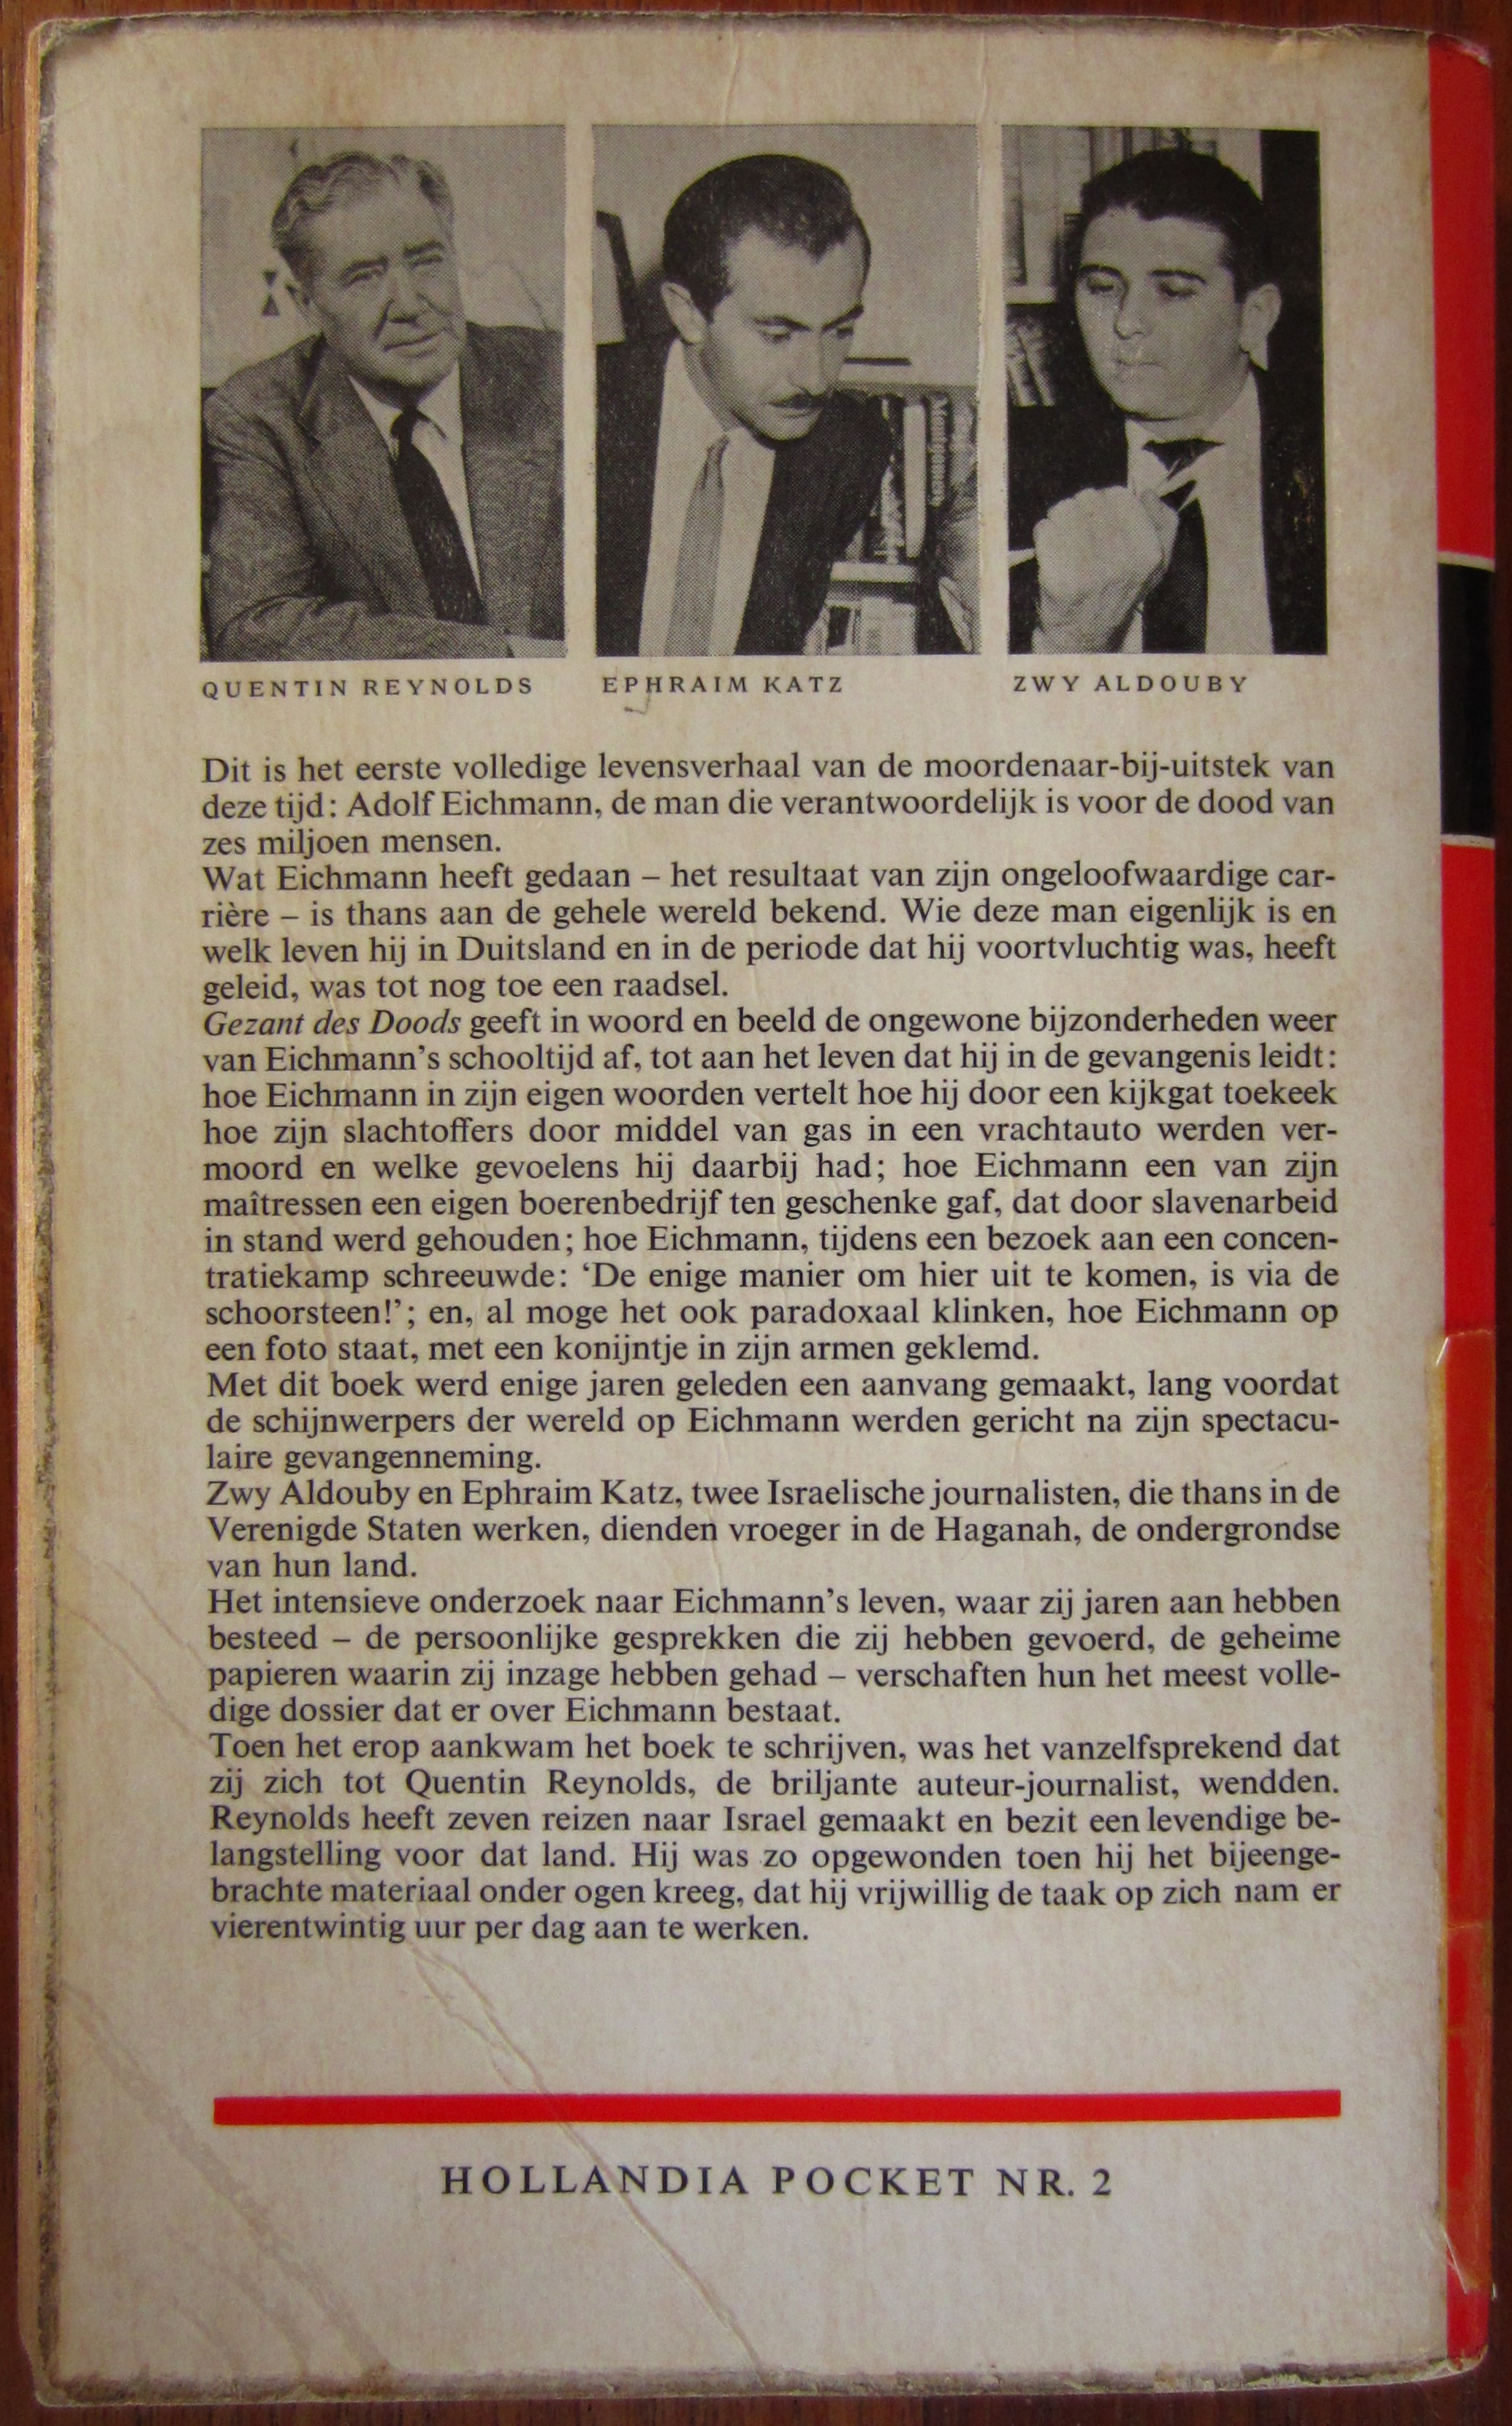 QUENTIN REYNOLDS
EPHRAIM KATZ
ZWY ALDOUBY
Dit is het eerste volledige levensverhaal van de moordenaar-bij-uitstek van
deze tijd: Adolf Eichmann, de man die verantwoordelijk is voor de dood van
zes miljoen mensen.
Wat Eichmann heeft gedaan – het resultaat van zijn ongeloofwaardige car-
rière – is thans aan de gehele wereld bekend. Wie deze man eigenlijk is en
welk leven hij in Duitsland en in de periode dat hij voortvluchtig was, heeft
geleid, was tot nog toe een raadsel.
Gezant des Doods geeft in woord en beeld de ongewone bijzonderheden weer
van Eichmann's schooltijd af, tot aan het leven dat hij in de gevangenis leidt:
hoe Eichmann in zijn eigen woorden vertelt hoe hij door een kijkgat toekeek
hoe zijn slachtoffers door middel van gas in een vrachtauto werden ver-
moord en welke gevoelens hij daarbij had; hoe Eichmann een van zijn
maîtressen een eigen boerenbedrijf ten geschenke gaf, dat door slavenarbeid
in stand werd gehouden; hoe Eichmann, tijdens een bezoek aan een concen-
tratiekamp schreeuwde: 'De enige manier om hier uit te komen, is via de
schoorsteen!'; en, al moge het ook paradoxaal klinken, hoe Eichmann op
een foto staat, met een konijntje in zijn armen geklemd.
Met dit boek werd enige jaren geleden een aanvang gemaakt, lang voordat
de schijnwerpers der wereld op Eichmann werden gericht na zijn spectacu-
laire gevangenneming.
Zwy Aldouby en Ephraim Katz, twee Israelische journalisten, die thans in de
Verenigde Staten werken, dienden vroeger in de Haganah, de ondergrondse
van hun land.
Het intensieve onderzoek naar Eichmann's leven, waar zij jaren aan hebben
besteed – de persoonlijke gesprekken die zij hebben gevoerd, de geheime
papieren waarin zij inzage hebben gehad – verschaften hun het meest volle-
dige dossier dat er over Eichmann bestaat.
Toen het erop aankwam het boek te schrijven, was het vanzelfsprekend dat
zij zich tot Quentin Reynolds, de briljante auteur-journalist, wendden.
Reynolds heeft zeven reizen naar Israel gemaakt en bezit een levendige be-
langstelling voor dat land. Hij was zo opgewonden toen hij het bijeenge-
brachte materiaal onder ogen kreeg, dat hij vrijwillig de taak op zich nam er
vierentwintig uur per dag aan te werken.
HOLLANDIA POCKET NR. 2